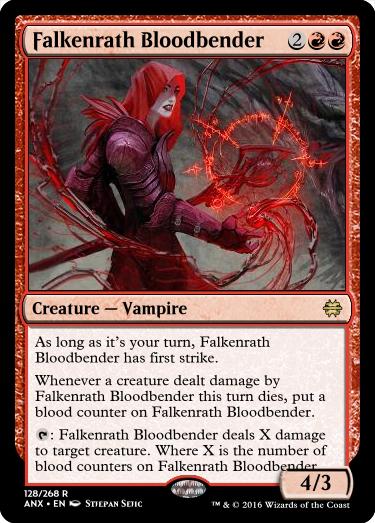 Falkenrath Bloodbender 2
Creature — Vampire
As long as it's your turn, Falkenrath
Bloodbender has first strike.
Whenever a creature dealt damage by
Falkenrath Bloodbender this turn dies, put a
blood counter on Falkenrath Bloodbender.
: Falkenrath Bloodbender deals X damage
to target creature. Where X is the number of
blood counters on Falkenrath Bloodbender
4/3
128/268 R
ANX • EN Stjepan Sejic
™ & © 2016 Wizards of the Coast